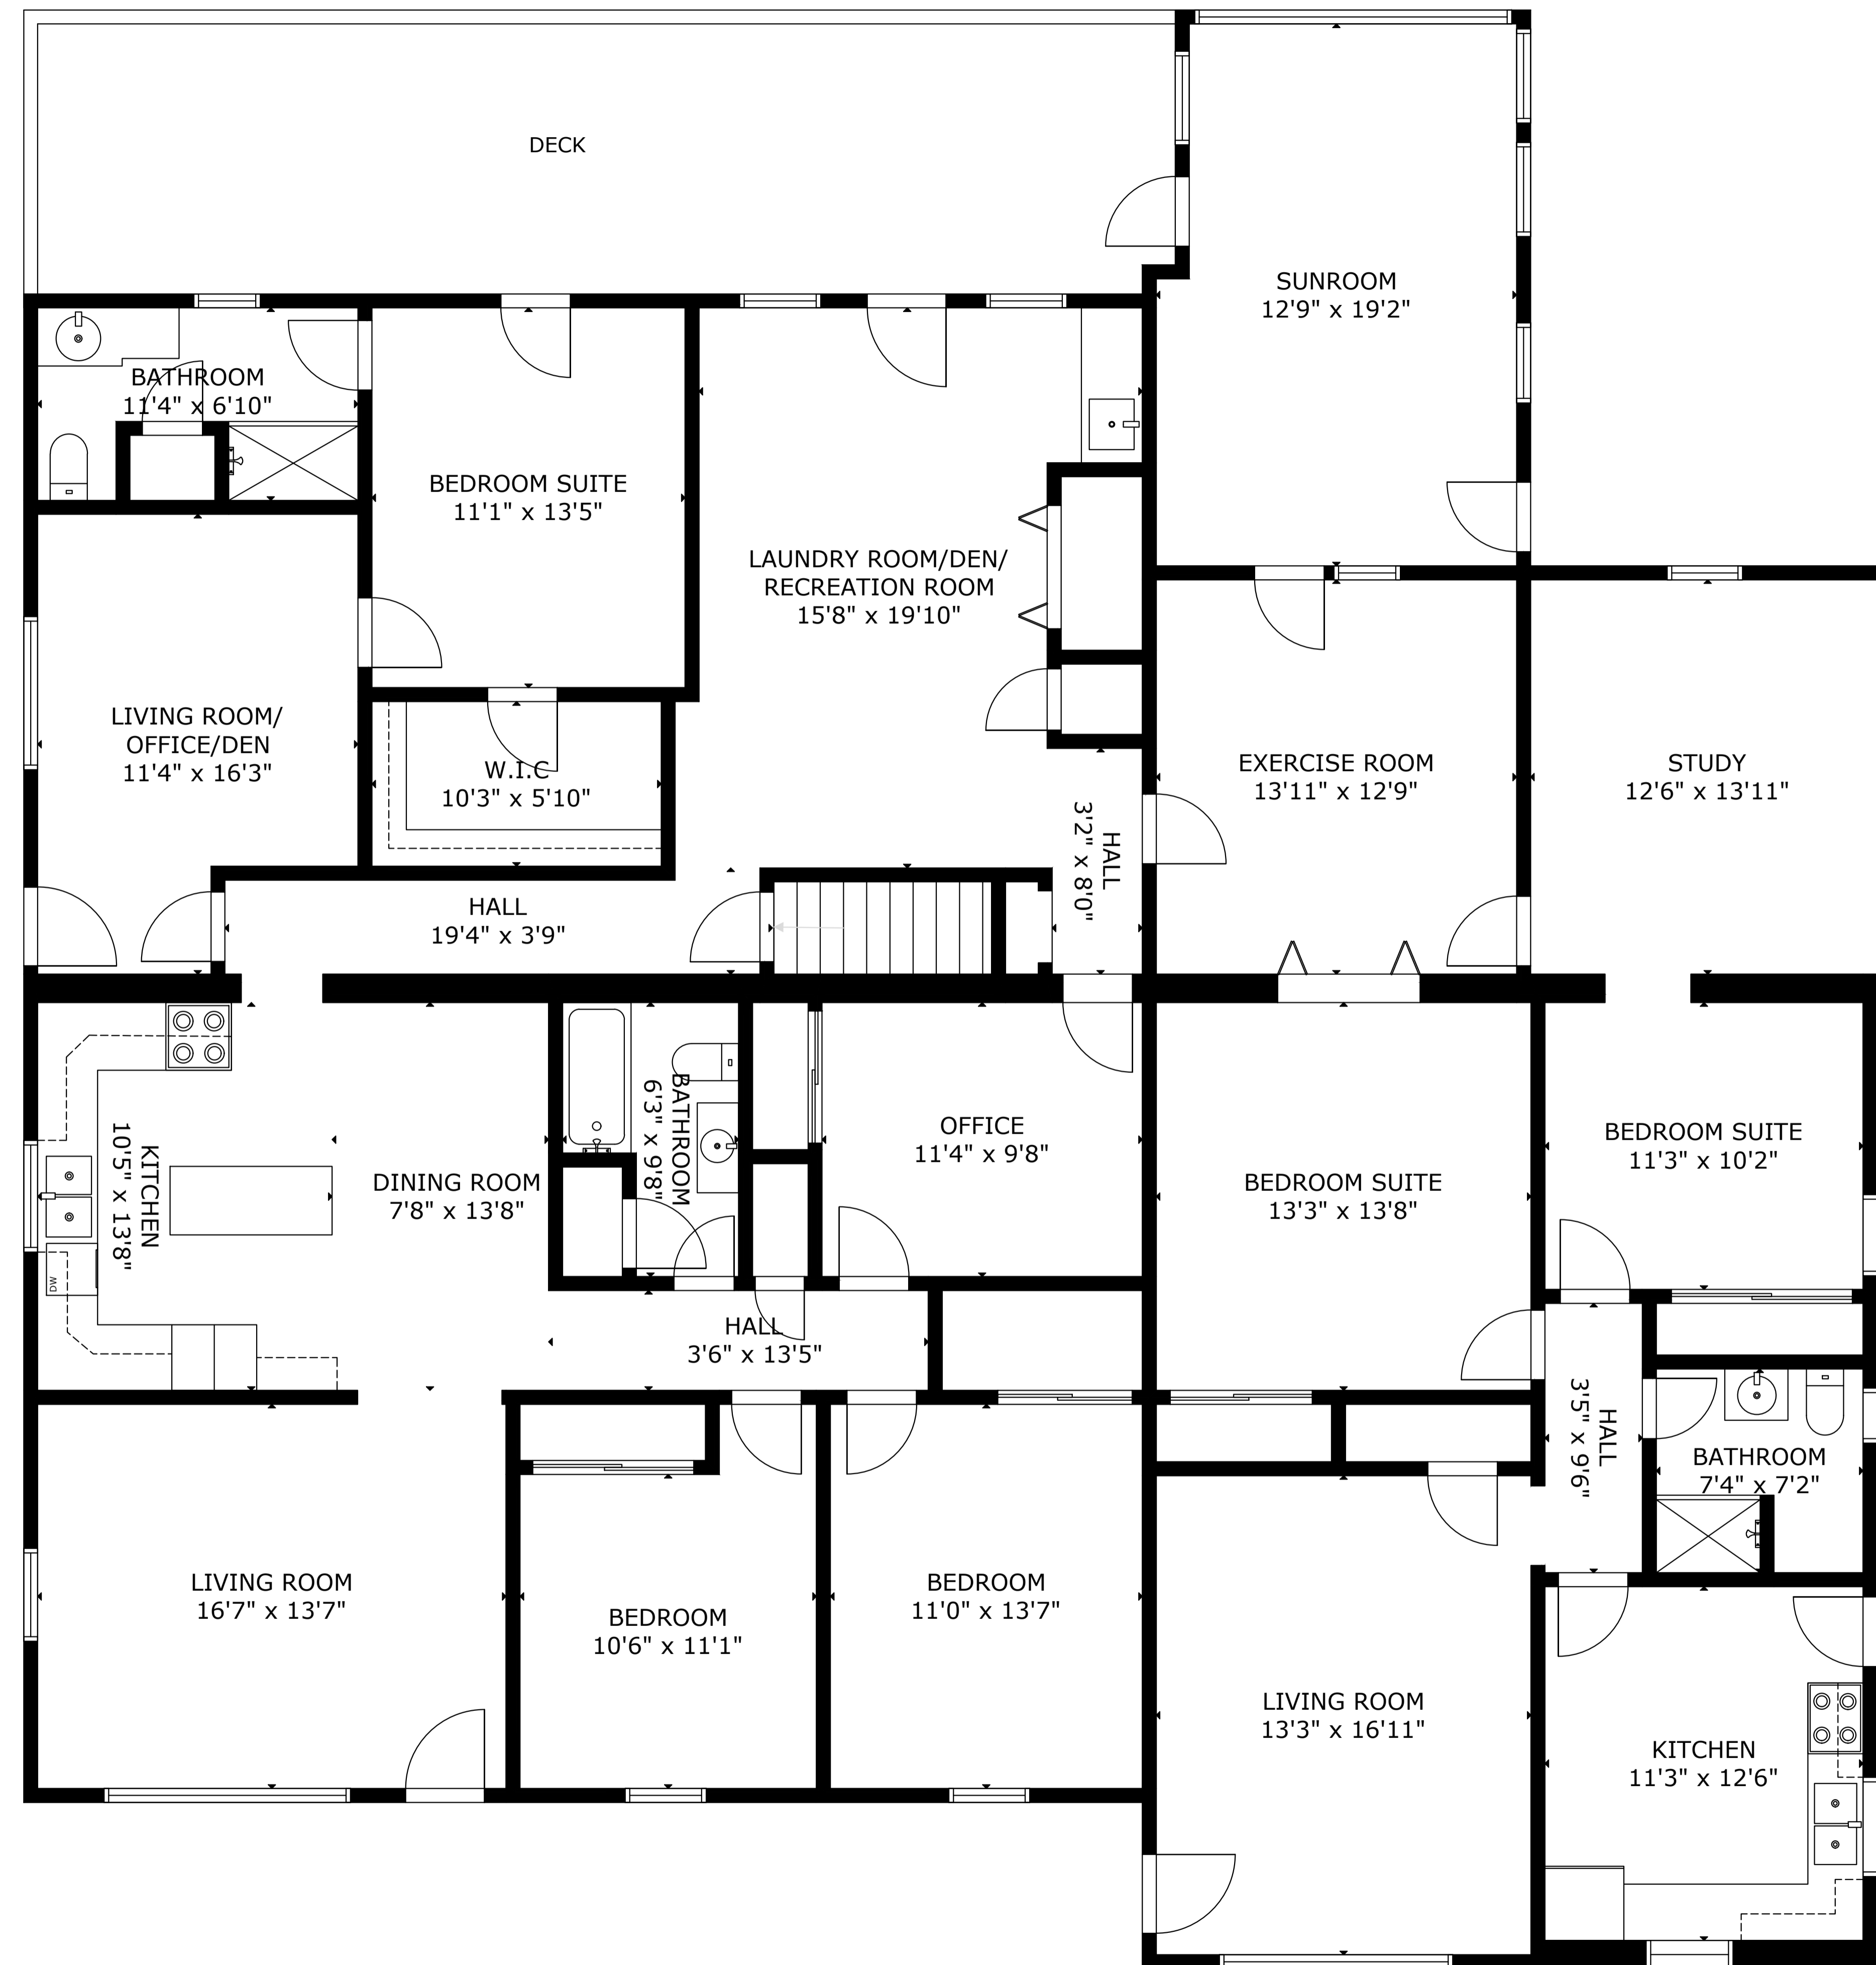 DECK
SUNROOM
12'9" x 19'2"
BATHROOM
11'4" x 6'10"
BEDROOM SUITE
11'1" x 13'5"
LAUNDRY ROOM/DEN/
RECREATION ROOM
15'8" x 19'10"
LIVING ROOM/
OFFICE/DEN
11'4" x 16'3"
W.I.C
10'3" x 5'10"
EXERCISE ROOM
13'11" x 12'9"
STUDY
12'6" x 13'11"
HALL
3'2" x 8'0"
HALL
19'4" x 3'9"
KITCHEN
10'5" x 13'8"
DW
DINING ROOM
7'8" x 13'8"
BATHROOM
6'3" x 9'8"
OFFICE
11'4" x 9'8"
BEDROOM SUITE
13'3" x 13'8"
BEDROOM SUITE
11'3" x 10'2"
HALL
3'6" x 13'5"
HALL
3'5" x 9'6"
BATHROOM
7'4" x 7'2"
LIVING ROOM
16'7" x 13'7"
BEDROOM
10'6" x 11'1"
BEDROOM
11'0" x 13'7"
LIVING ROOM
13'3" x 16'11"
KITCHEN
11'3" x 12'6"